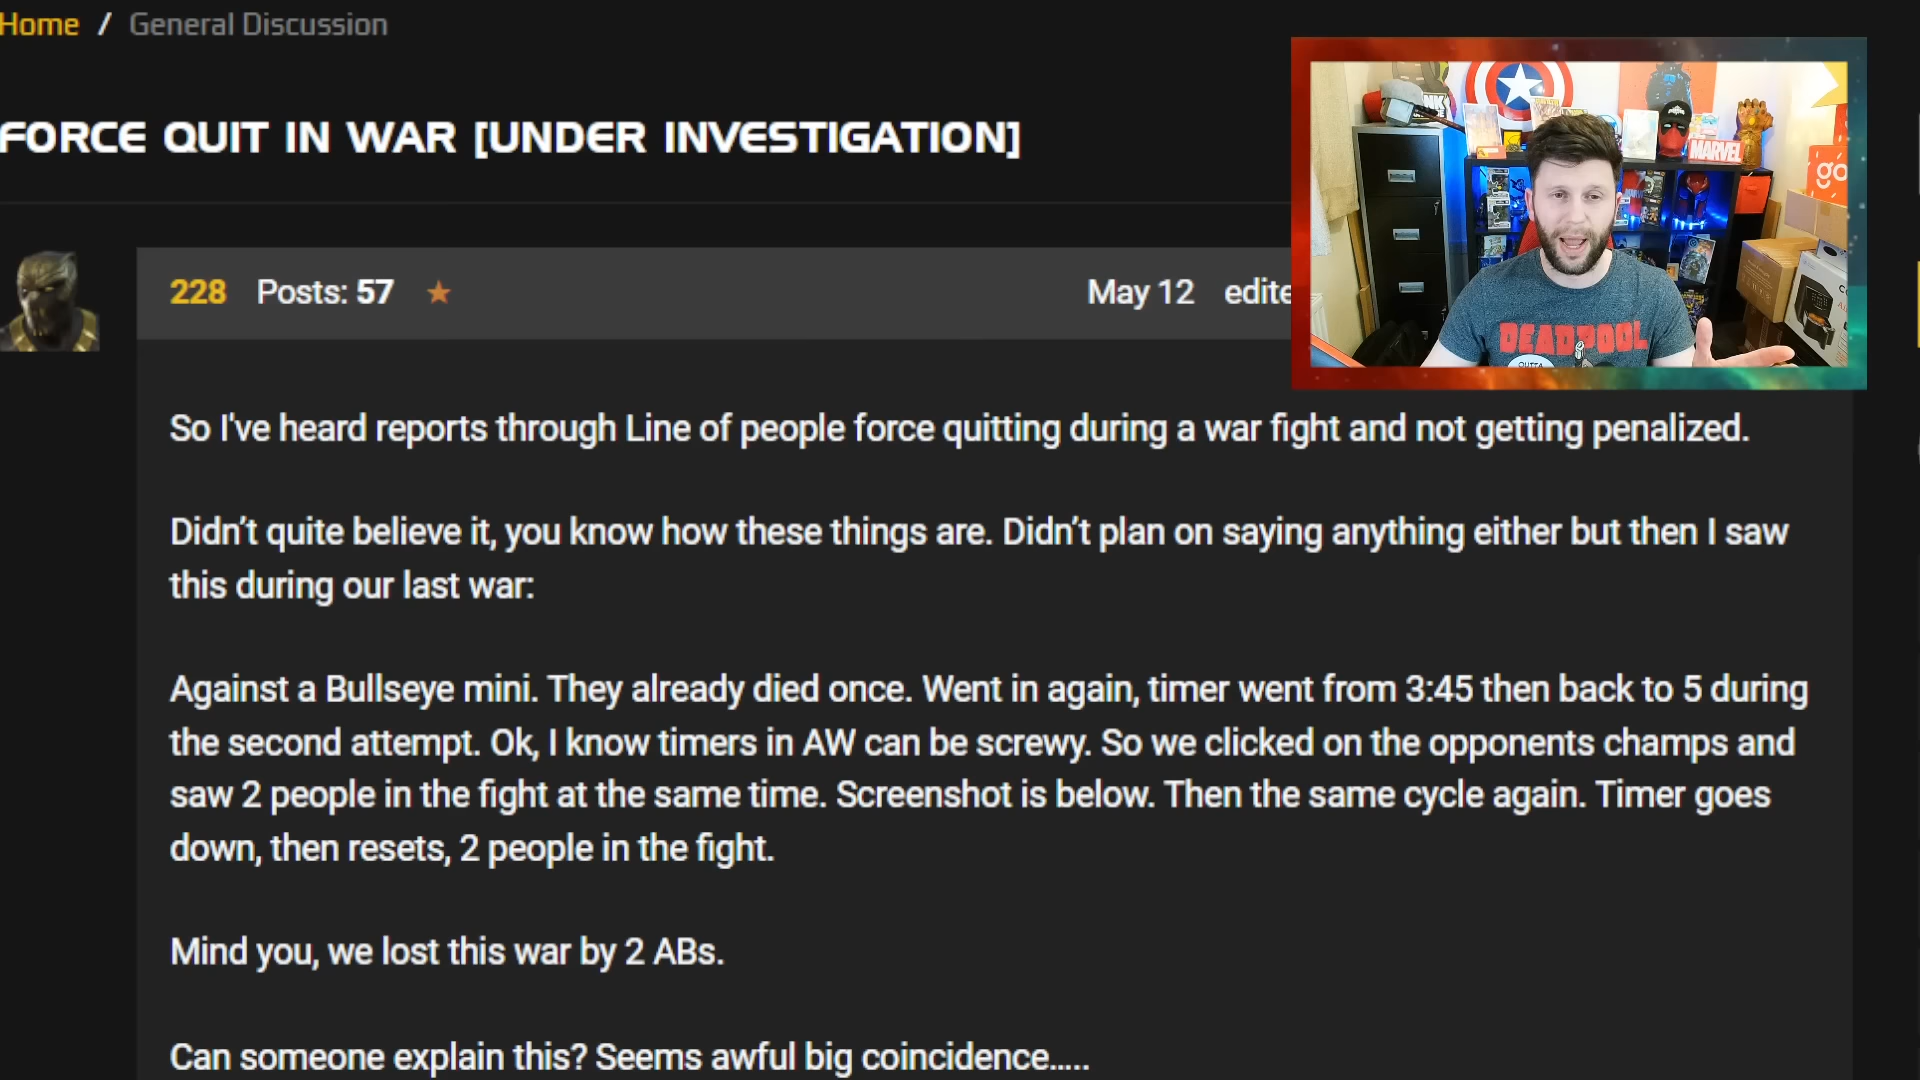 Home / General Discussion
FORCE QUIT IN WAR [UNDER INVESTIGATION]
228 Posts: 57 May 12 edite
MARVEL
go
DEADPOOL
OUTTA
So I've heard reports through Line of people force quitting during a war fight and not getting penalized.
Didn’t quite believe it, you know how these things are. Didn’t plan on saying anything either but then I saw
this during our last war:
Against a Bullseye mini. They already died once. Went in again, timer went from 3:45 then back to 5 during
the second attempt. Ok, I know timers in AW can be screwy. So we clicked on the opponents champs and
saw 2 people in the fight at the same time. Screenshot is below. Then the same cycle again. Timer goes
down, then resets, 2 people in the fight.
Mind you, we lost this war by 2 ABs.
Can someone explain this? Seems awful big coincidence.....